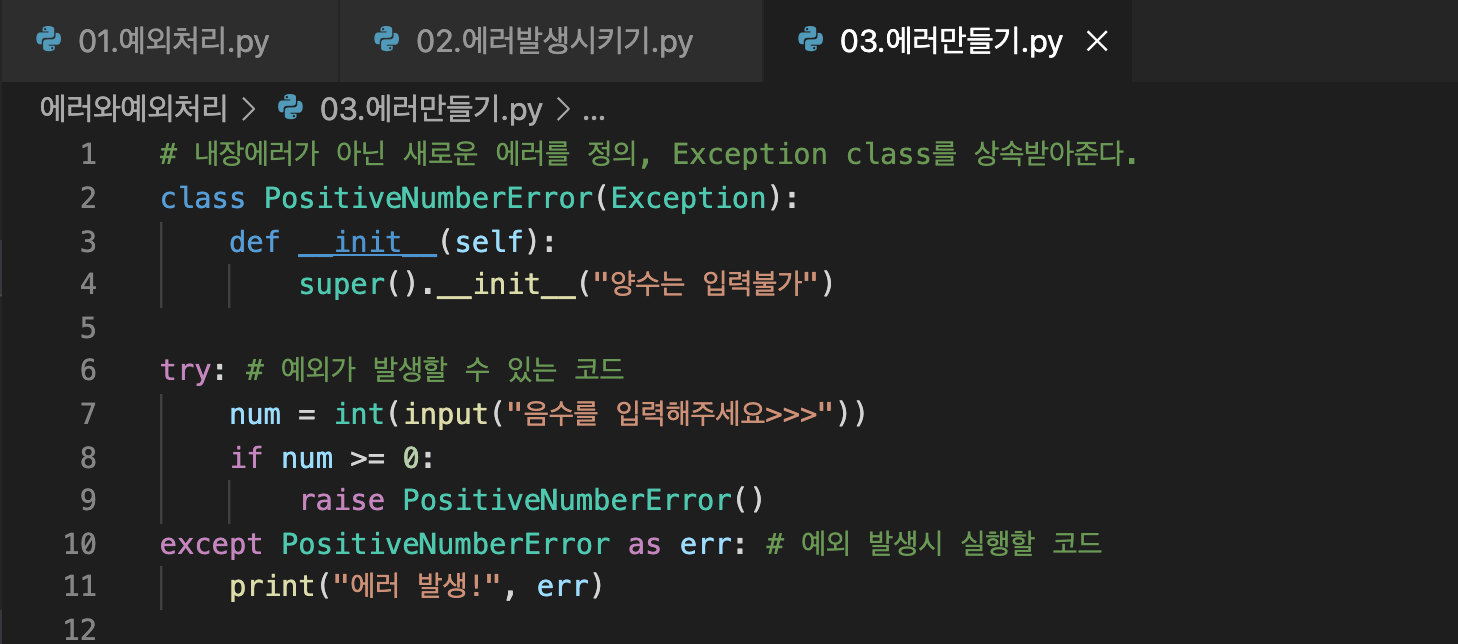 01.예외처리.py 02.에러발생시키기.py 03.에러만들기.py ×
에러와예외처리 > 03.에러만들기.py > ...
1 # 내장에러가 아닌 새로운 에러를 정의, Exception class를 상속받아준다.
2 class PositiveNumberError(Exception):
3     def __init__(self):
4         super().__init__("양수는 입력불가")
5
6 try: # 예외가 발생할 수 있는 코드
7     num = int(input("음수를 입력해주세요>>>"))
8     if num >= 0:
9         raise PositiveNumberError()
10 except PositiveNumberError as err: # 예외 발생시 실행할 코드
11     print("에러 발생!", err)
12